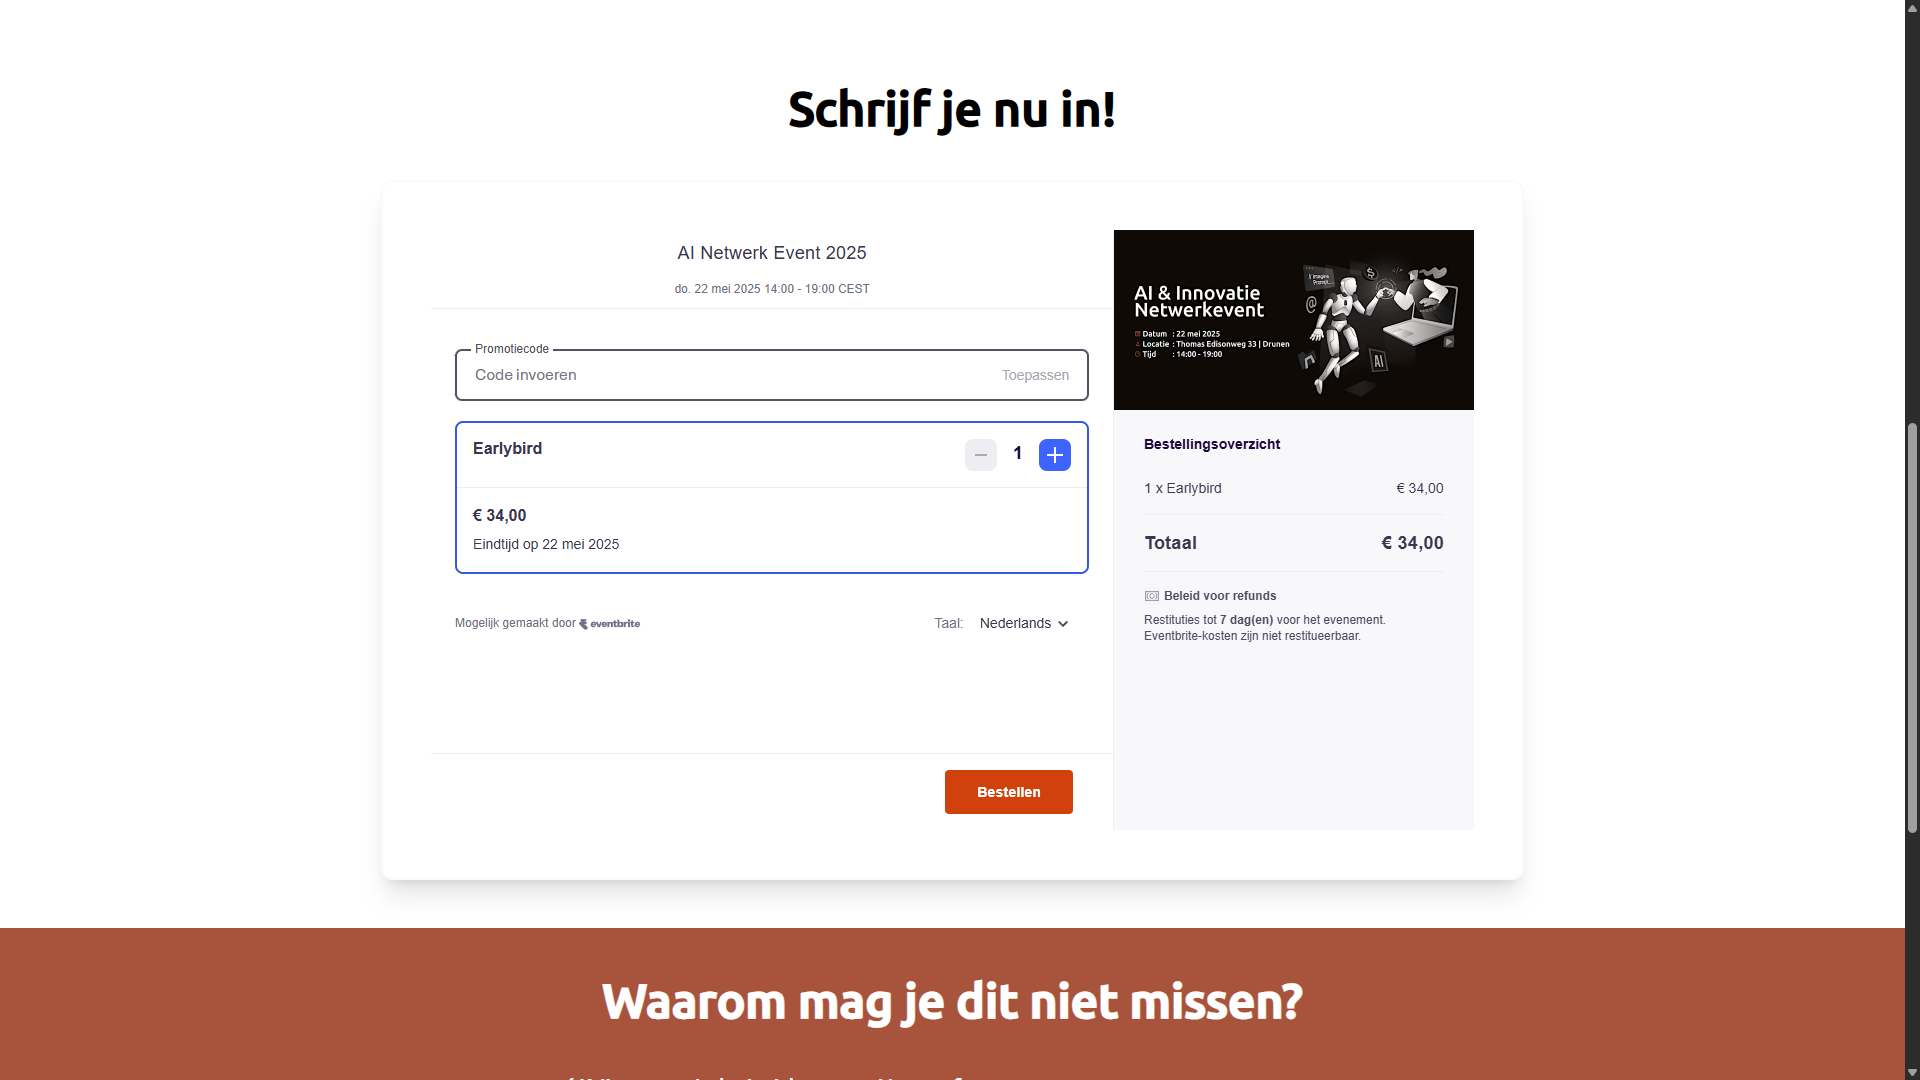 Schrijf je nu in!
AI Netwerk Event 2025
do. 22 mei 2025 14:00 - 19:00 CEST
Promotiecode
Code invoeren
Toepassen
Earlybird
1
€ 34,00
Eindtijd op 22 mei 2025
Mogelijk gemaakt door eventbrite
Taal: Nederlands
Bestellen
AI & Innovatie
Netwerkevent
Datum : 22 mei 2025
Locatie : Thomas Edisonweg 33 | Drunen
Tijd : 14:00 - 19:00
@
$
AI
Bestellingsoverzicht
1 x Earlybird € 34,00
Totaal € 34,00
Beleid voor refunds
Restituties tot 7 dag(en) voor het evenement.
Eventbrite-kosten zijn niet restitueerbaar.
Waarom mag je dit niet missen?